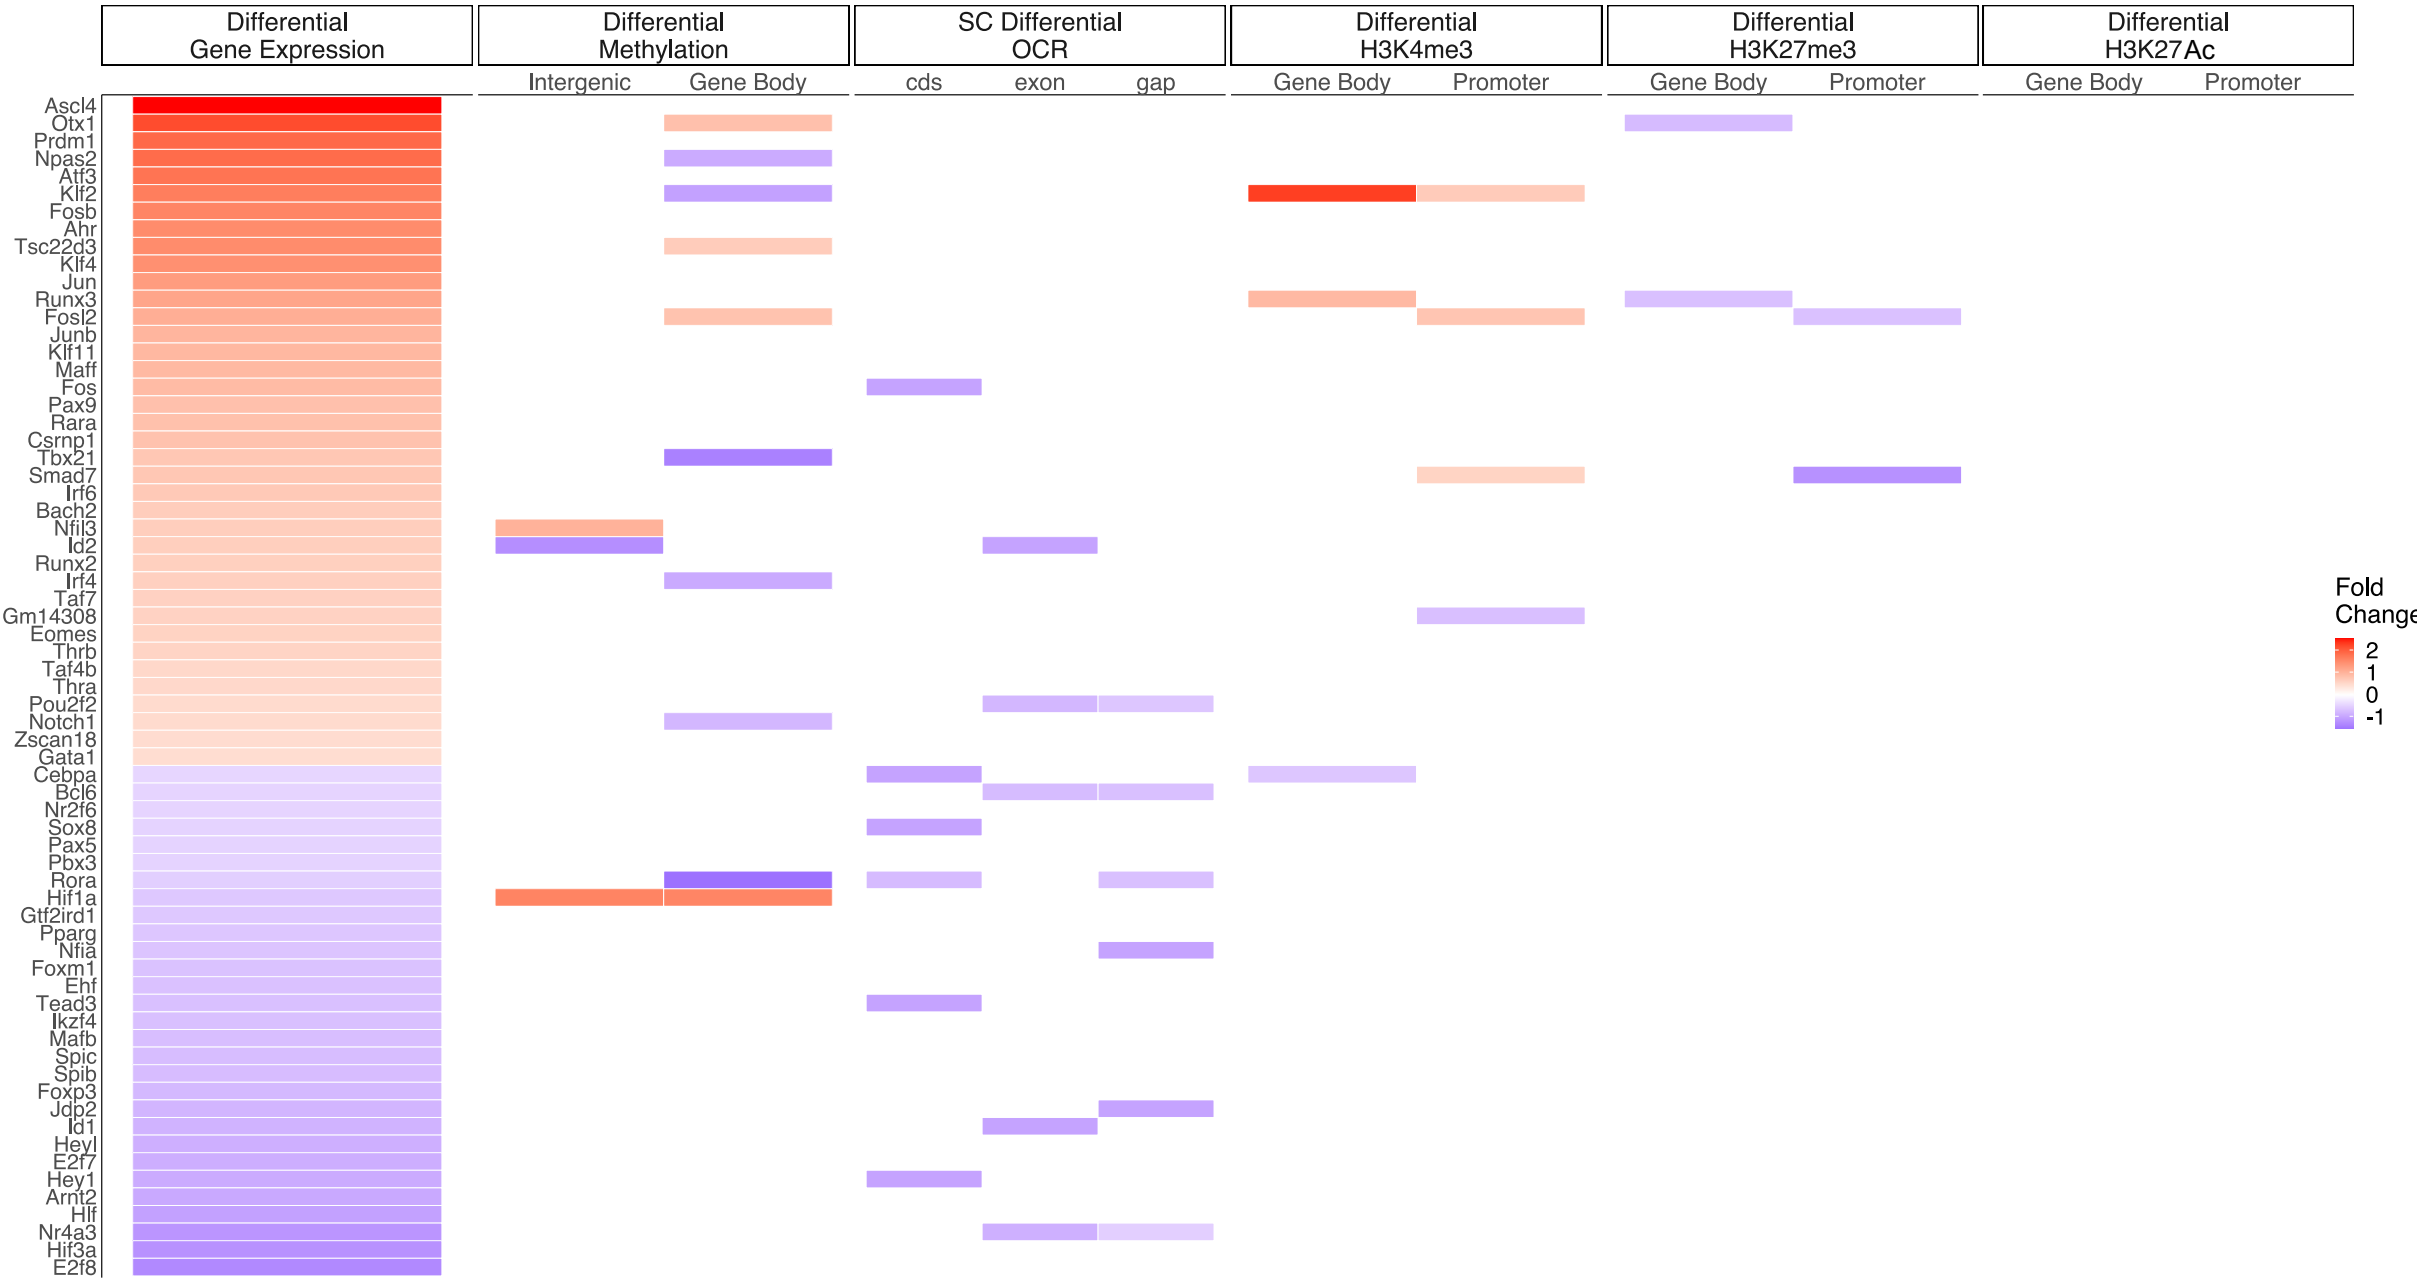 Differential
Gene Expression
Differential
Methylation
SC Differential
OCR
Differential
H3K4me3
Differential
H3K27me3
Differential
H3K27Ac
Intergenic Gene Body cds exon gap Gene Body Promoter Gene Body Promoter Gene Body Promoter
Ascl4
Otx1
Prdm1
Npas2
Atf3
Klf2
Fosb
Ahr
Tsc22d3
Klf4
Jun
Runx3
Fosl2
Junb
Klf11
Maff
Fos
Pax9
Rara
Csrnp1
Tbx21
Smad7
Irf6
Bach2
Nfil3
Id2
Runx2
Irf4
Taf7
Gm14308
Eomes
Thrb
Taf4b
Thra
Pou2f2
Notch1
Zscan18
Gata1
Cebpa
Bcl6
Nr2f6
Sox8
Pax5
Pbx3
Rora
Hif1a
Gtf2ird1
Pparg
Nfia
Foxm1
Ehf
Tead3
Ikzf4
Mafb
Spic
Spib
Foxp3
Jdp2
Id1
Heyl
E2f7
Hey1
Arnt2
Hlf
Nr4a3
Hif3a
E2f8
Fold
Change
2
1
0
-1